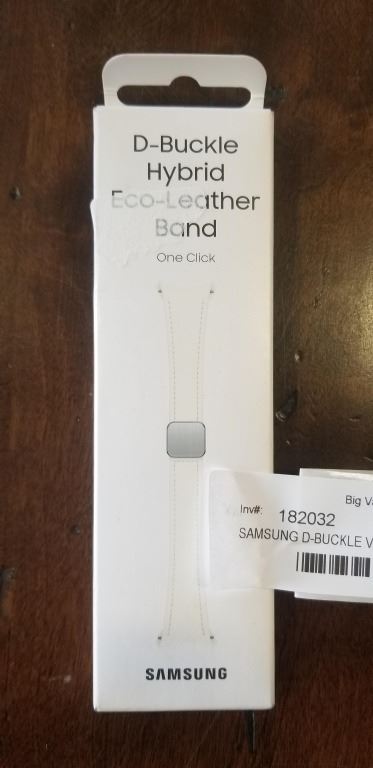 D-Buckle
Hybrid
Eco-Leather
Band
One Click
Inv#: 182032
SAMSUNG D-BUCKLE
SAMSUNG